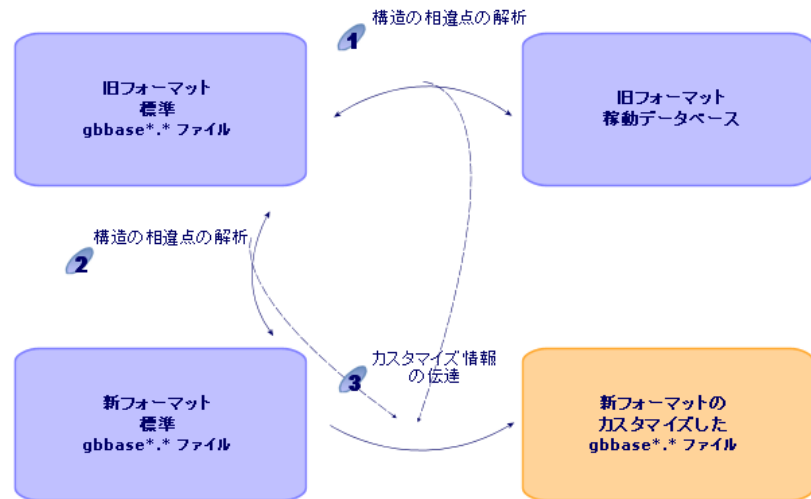 構造の相違点の解析
1
旧フォーマット
標準
gbbase*.* ファイル
旧フォーマット
稼動データベース
構造の相違点の解析
2
カスタマイズ情報
の伝達
3
新フォーマット
標準
gbbase*.* ファイル
新フォーマットの
カスタマイズした
gbbase*.* ファイル